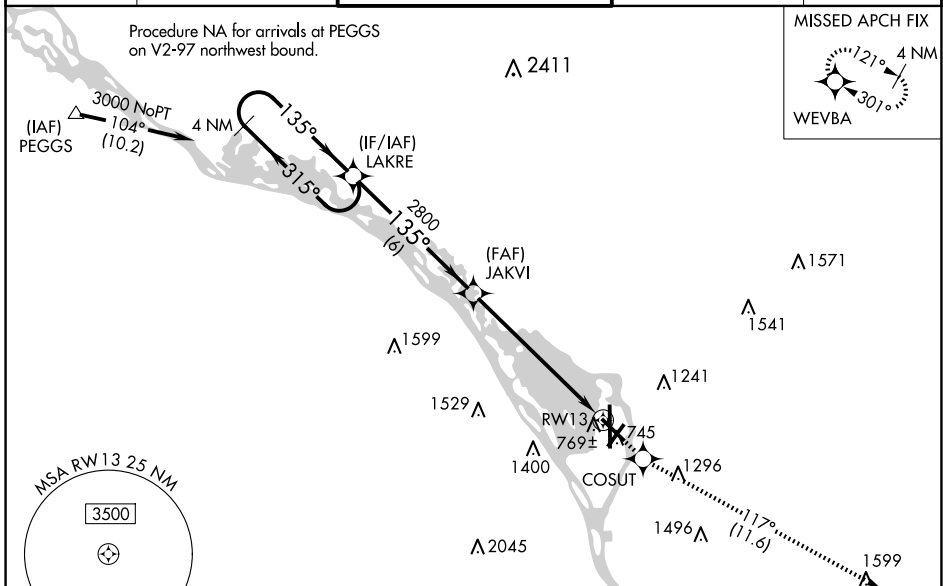 Procedure NA for arrivals at PEGGS
on V2-97 northwest bound.
MISSED APCH FIX
4 NM
121°
301°
WEVBA
2411
3000 NoPT
104°
(10.2)
(IAF)
PEGGS
4 NM
135°
315°
(IF/IAF)
LAKRE
2800
135°
(6)
(FAF)
JAKVI
1571
1541
1599
1241
1529
RW13
769±
745
1400
COSUT
1296
MSA RW13 25 NM
3500
1496
117°
(11.6)
2045
1599